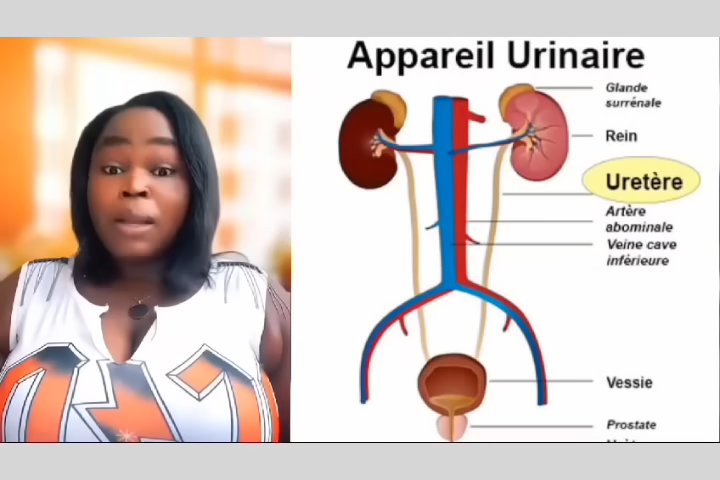 Appareil Urinaire
Glande
surrénale
Rein
Uretère
Artère
abominale
Veine cave
inférieure
Vessie
Prostate